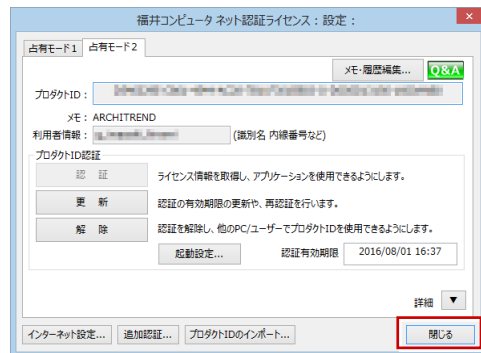 福井コンピュータ ネット認証ライセンス：設定：
×
占有モード1 占有モード2
メモ・履歴編集... Q&A
プロダクトID：
メモ： ARCHITREND
利用者情報： (識別名 内線番号など)
プロダクトID認証
認 証 ライセンス情報を取得し、アプリケーションを使用できるようにします。
更 新 認証の有効期限の更新や、再認証を行います。
解 除 認証を解除し、他のPC/ユーザーでプロダクトIDを使用できるようにします。
起動設定... 認証有効期限 2016/08/01 16:37
詳細 ▼
インターネット設定... 追加認証... プロダクトIDのインポート... 閉じる